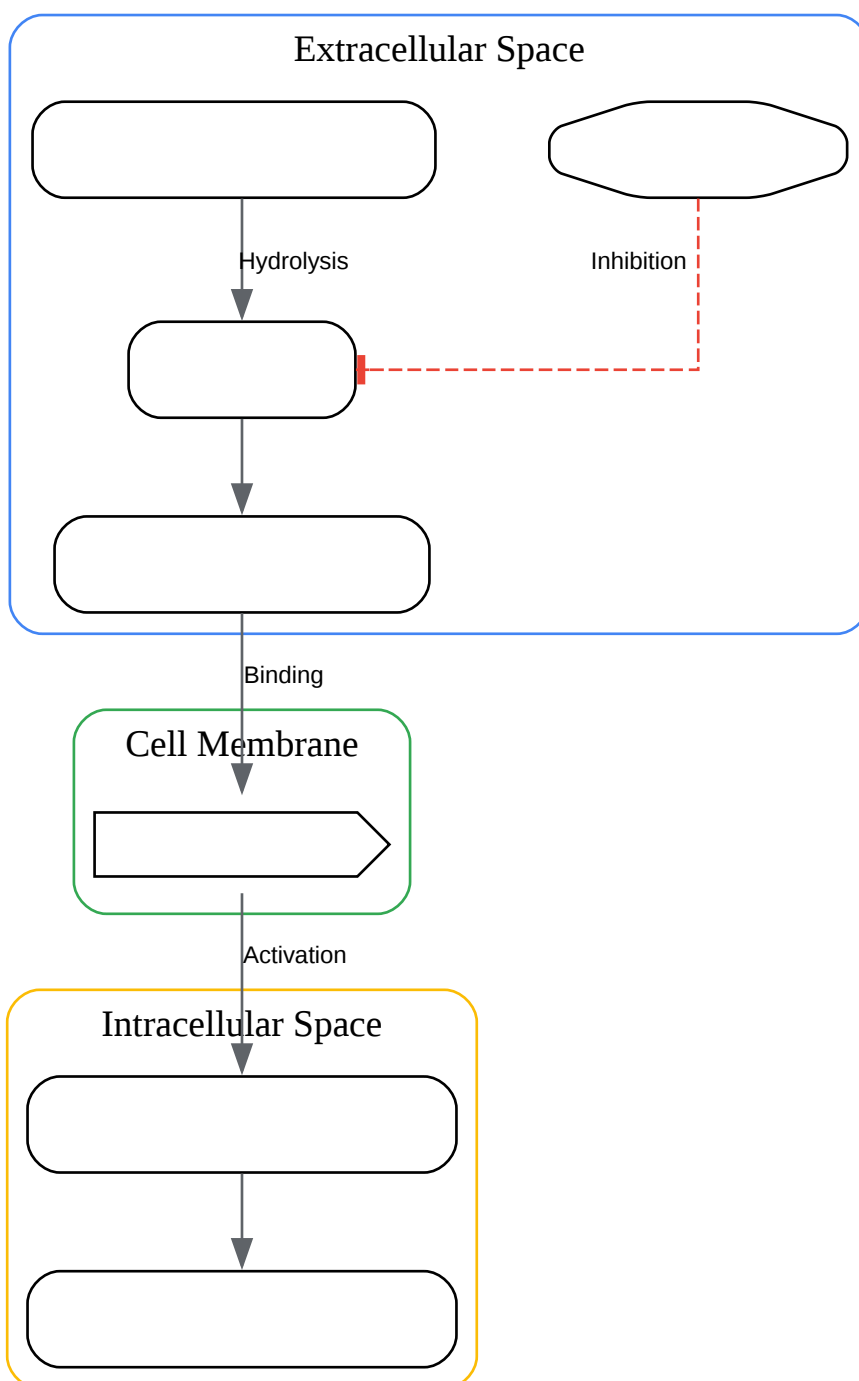 Extracellular Space
Hydrolysis
Inhibition
Binding
Cell Membrane
Activation
Intracellular Space